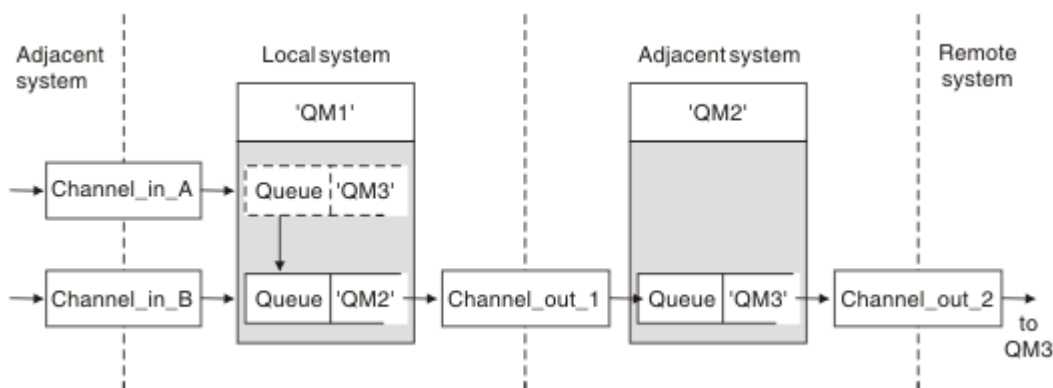 Adjacent
system
Local system
Adjacent system
Remote
system
'QM1'
'QM2'
Channel_in_A
Queue 'QM3'
Channel_in_B
Queue 'QM2'
Channel_out_1
Queue 'QM3'
Channel_out_2
to
QM3